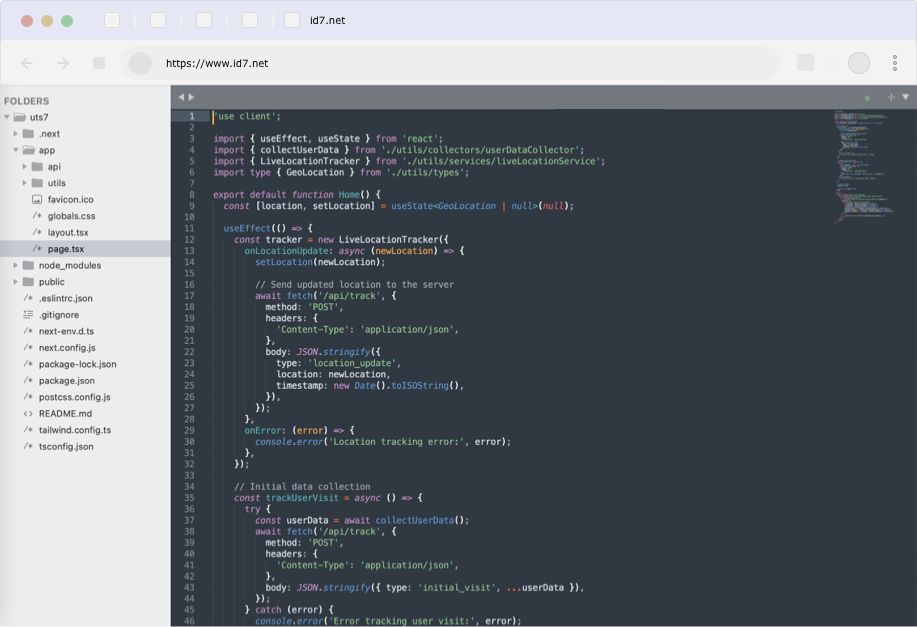 id7.net
https://www.id7.net
FOLDERS
uts7
.next
app
api
utils
favicon.ico
/* globals.css
/* layout.tsx
/* page.tsx
node_modules
public
/* .eslintrc.json
.gitignore
/* next-env.d.ts
/* next.config.js
/* package-lock.json
/* package.json
/* postcss.config.js
<> README.md
/* tailwind.config.ts
/* tsconfig.json
1 'use client';
2
3 import { useEffect, useState } from 'react';
4 import { collectUserData } from './utils/collectors/userDataCollector';
5 import { LiveLocationTracker } from './utils/services/liveLocationService';
6 import type { GeoLocation } from './utils/types';
7
8 export default function Home() {
9 const [location, setLocation] = useState<GeoLocation | null>(null);
10
11 useEffect(() => {
12 const tracker = new LiveLocationTracker({
13 onLocationUpdate: async (newLocation) => {
14 setLocation(newLocation);
15
16 // Send updated location to the server
17 await fetch('/api/track', {
18 method: 'POST',
19 headers: {
20 'Content-Type': 'application/json',
21 },
22 body: JSON.stringify({
23 type: 'location_update',
24 location: newLocation,
25 timestamp: new Date().toISOString(),
26 }),
27 });
28 },
29 onError: (error) => {
30 console.error('Location tracking error:', error);
31 },
32 });
33
34 // Initial data collection
35 const trackUserVisit = async () => {
36 try {
37 const userData = await collectUserData();
38 await fetch('/api/track', {
39 method: 'POST',
40 headers: {
41 'Content-Type': 'application/json',
42 },
43 body: JSON.stringify({ type: 'initial_visit', ...userData }),
44 });
45 } catch (error) {
46 console.error('Error tracking user visit:', error);